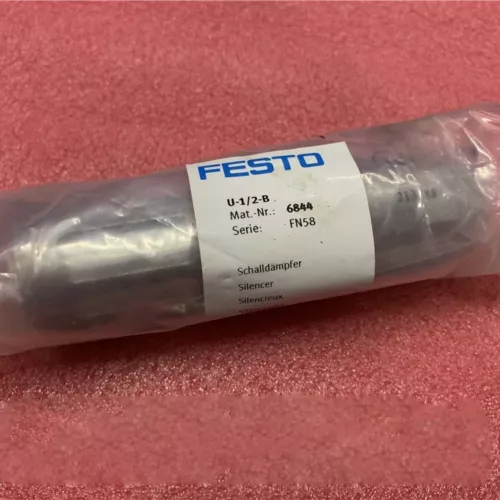 FESTO
U-1/2-B
Mat.-Nr.: 6844
Serie: FN58
Schalldämpfer
Silencer
Silencieux